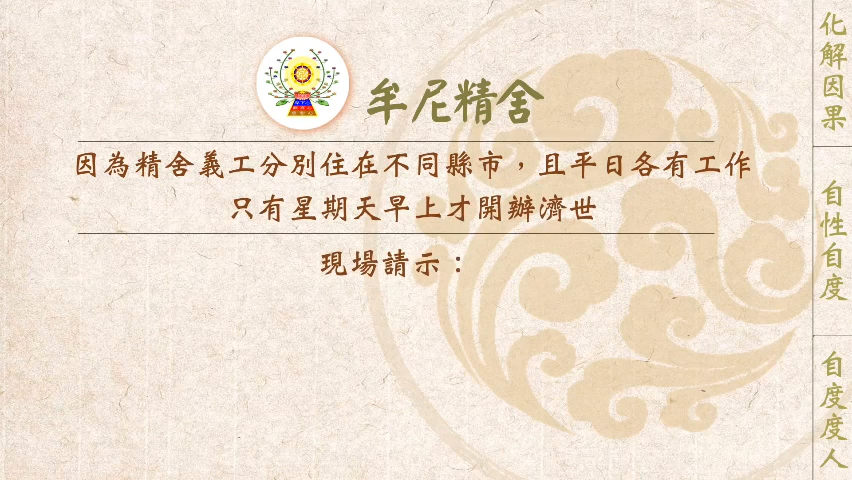 牟尼精舍
因為精舍義工分別住在不同縣市，且平日各有工作
只有星期天早上才開辦濟世
現場請示：
化解因果
自性自度
自度度人